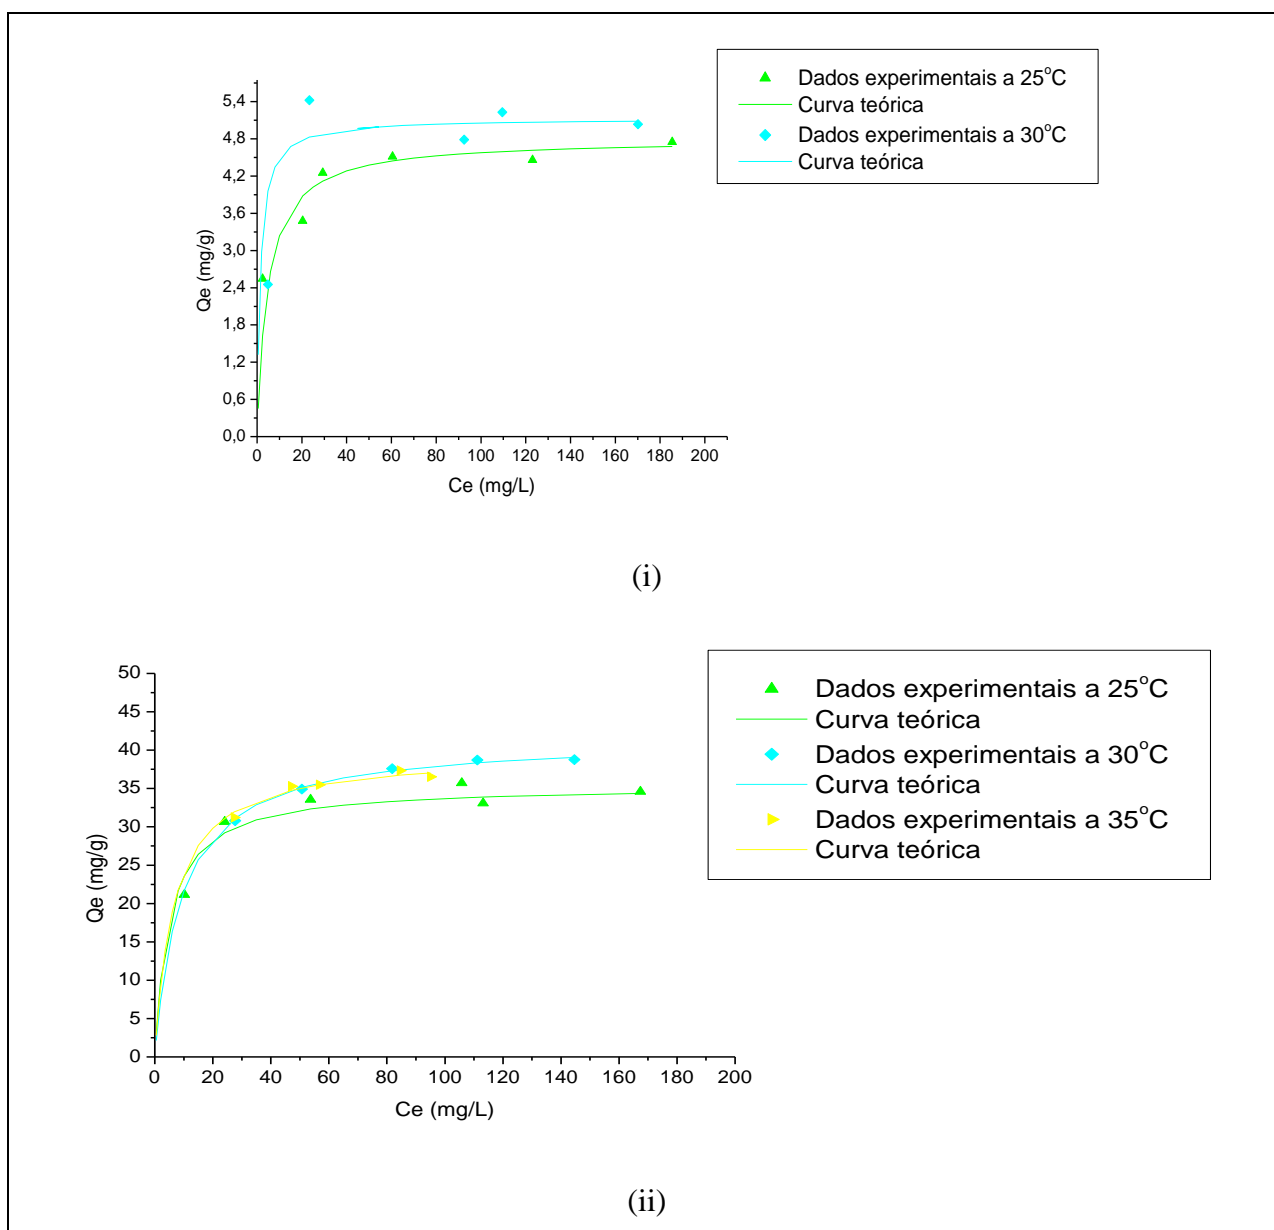 Dados experimentais a 25°C
Curva teórica
Dados experimentais a 30°C
Curva teórica
5,4
4,8
4,2
3,6
3,0
2,4
1,8
1,2
0,6
0,0
Qe (mg/g)
0 20 40 60 80 100 120 140 160 180 200
Ce (mg/L)
(i)
Dados experimentais a 25°C
Curva teórica
Dados experimentais a 30°C
Curva teórica
Dados experimentais a 35°C
Curva teórica
50
45
40
35
30
25
20
15
10
5
0
Qe (mg/g)
0 20 40 60 80 100 120 140 160 180 200
Ce (mg/L)
(ii)